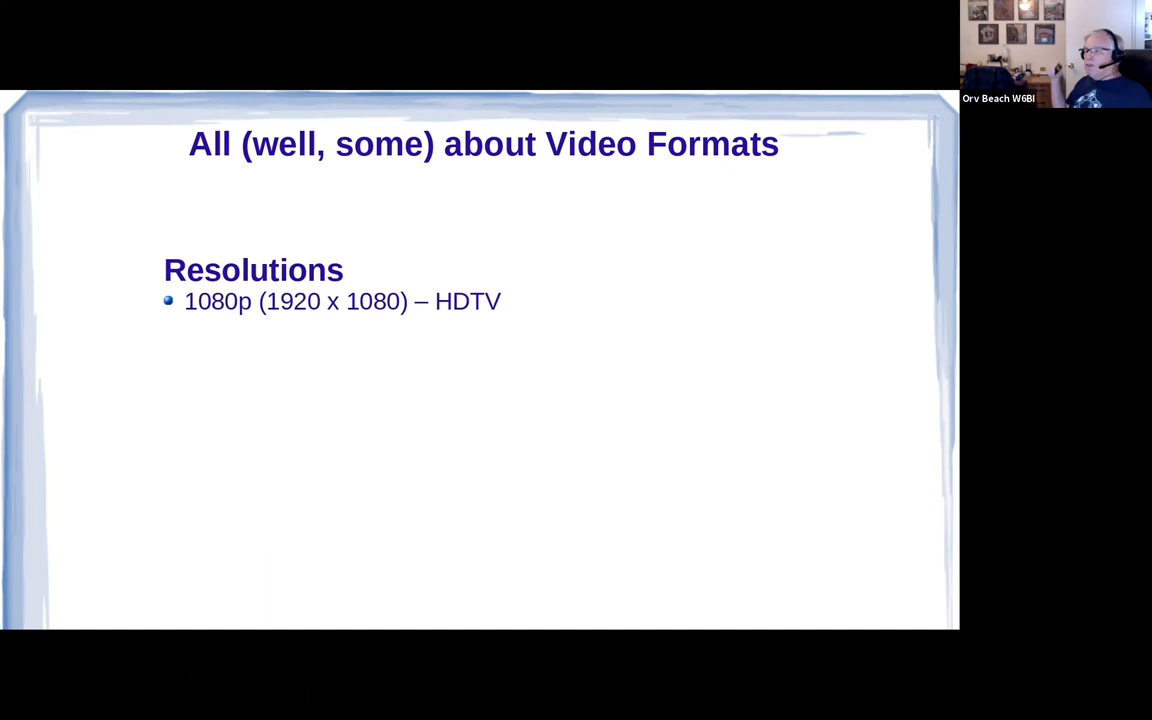 All (well, some) about Video Formats
Resolutions
1080p (1920 x 1080) – HDTV
Orv Beach W6BI